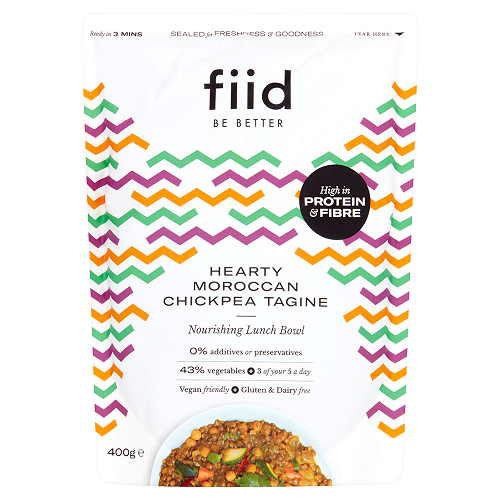 Ready in 3 MINS
SEALED for FRESHNESS & GOODNESS
TEAR HERE
fiid
BE BETTER
High in
PROTEIN
& FIBRE
HEARTY
MOROCCAN
CHICKPEA TAGINE
Nourishing Lunch Bowl
0% additives or preservatives
43% vegetables + 3 of your 5 a day
Vegan friendly + Gluten & Dairy free
400g e